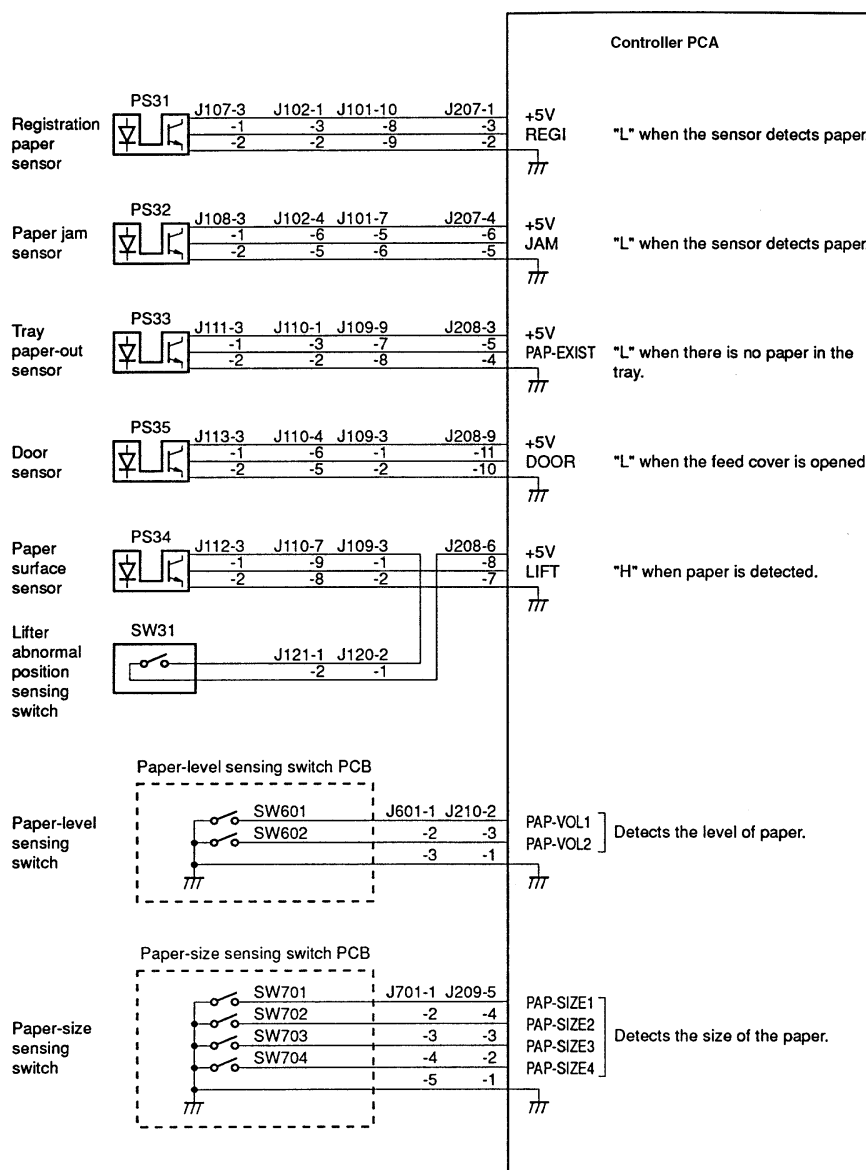 Controller PCA
PS31
J107-3 J102-1 J101-10 J207-1 +5V
Registration paper sensor
-1 -3 -8 -3 REGI "L" when the sensor detects paper.
-2 -2 -9 -2
PS32
J108-3 J102-4 J101-7 J207-4 +5V
Paper jam sensor
-1 -6 -5 -6 JAM "L" when the sensor detects paper.
-2 -5 -6 -5
PS33
J111-3 J110-1 J109-9 J208-3 +5V
Tray paper-out sensor
-1 -3 -7 -5 PAP-EXIST "L" when there is no paper in the
-2 -2 -8 -4
tray.
PS35
J113-3 J110-4 J109-3 J208-9 +5V
Door sensor
-1 -6 -1 -11 DOOR "L" when the feed cover is opened
-2 -5 -2 -10
PS34
J112-3 J110-7 J109-3 J208-6 +5V
Paper surface sensor
-1 -9 -1 -8 LIFT "H" when paper is detected.
-2 -8 -2 -7
Lifter abnormal position sensing switch
SW31
J121-1 J120-2
-2 -1
Paper-level sensing switch PCB
Paper-level sensing switch
SW601 J601-1 J210-2 PAP-VOL1
SW602 -2 -3 PAP-VOL2
Detects the level of paper.
-3 -1
Paper-size sensing switch PCB
Paper-size sensing switch
SW701 J701-1 J209-5 PAP-SIZE1
SW702 -2 -4 PAP-SIZE2
SW703 -3 -3 PAP-SIZE3
SW704 -4 -2 PAP-SIZE4
Detects the size of the paper.
-5 -1